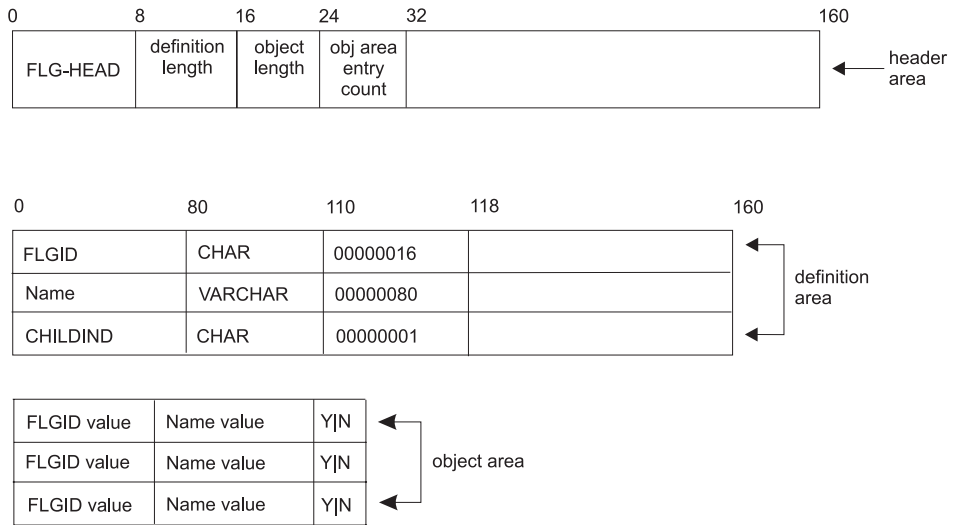 0 8 16 24 32 160
FLG-HEAD
definition
length
object
length
obj area
entry
count
header
area
0 80 110 118 160
FLGID CHAR 00000016
Name VARCHAR 00000080
CHILDIND CHAR 00000001
definition
area
FLGID value Name value Y|N
FLGID value Name value Y|N
FLGID value Name value Y|N
object area